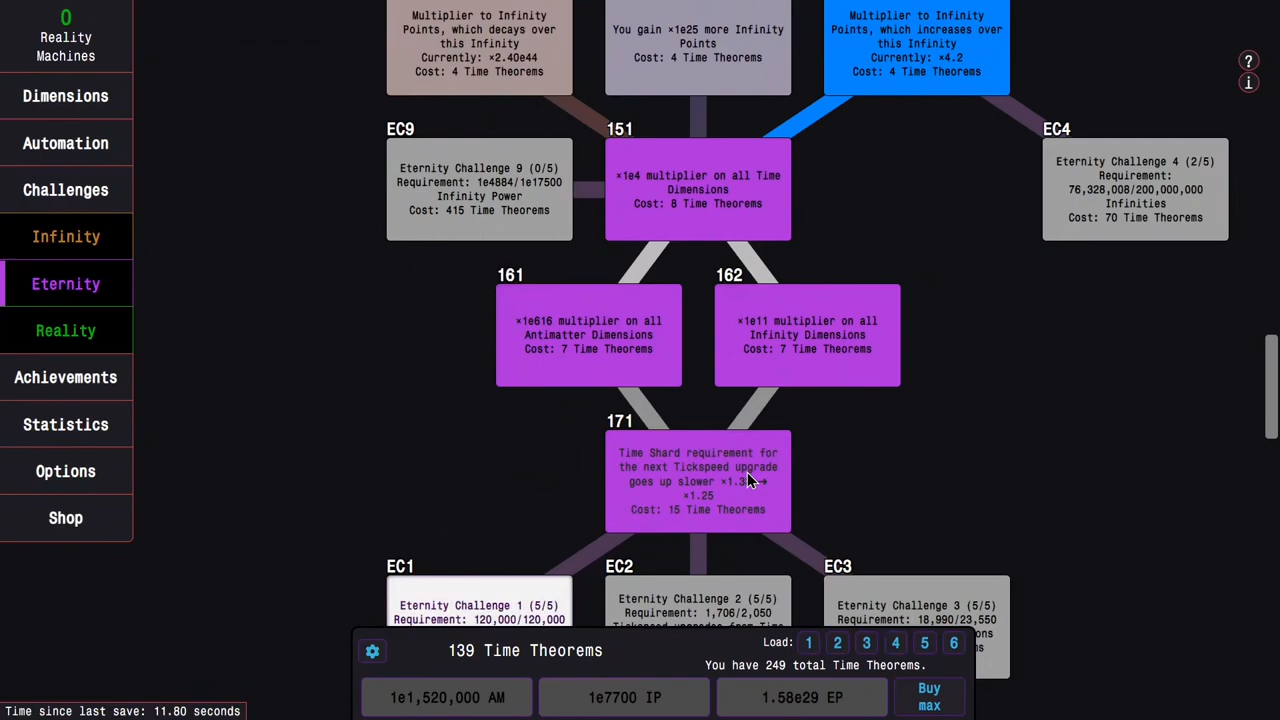 0
Reality
Machines
Dimensions
Automation
Challenges
Infinity
Eternity
Reality
Achievements
Statistics
Options
Shop
Multiplier to Infinity
Points, which decays over
this Infinity
Currently: ×2.40e44
Cost: 4 Time Theorems
You gain ×1e25 more Infinity
Points
Cost: 4 Time Theorems
Multiplier to Infinity
Points, which increases over
this Infinity
Currently: ×4.2
Cost: 4 Time Theorems
?
i
EC9
Eternity Challenge 9 (0/5)
Requirement: 1e4884/1e17500
Infinity Power
Cost: 415 Time Theorems
151
×1e4 multiplier on all Time
Dimensions
Cost: 8 Time Theorems
EC4
Eternity Challenge 4 (2/5)
Requirement:
76,328,008/200,000,000
Infinities
Cost: 70 Time Theorems
161
×1e616 multiplier on all
Antimatter Dimensions
Cost: 7 Time Theorems
162
×1e11 multiplier on all
Infinity Dimensions
Cost: 7 Time Theorems
171
Time Shard requirement for
the next Tickspeed upgrade
goes up slower →
×1.25
Cost: 15 Time Theorems
EC1
Eternity Challenge 1 (5/5)
Requirement: 120,000/120,000
EC2
Eternity Challenge 2 (5/5)
Requirement: 1,706/2,050
Tickspeed upgrades from Time
EC3
Eternity Challenge 3 (5/5)
Requirement: 18,990/23,550
139 Time Theorems
Load: 1 2 3 4 5 6
You have 249 total Time Theorems.
1e1,520,000 AM
1e7700 IP
1.58e29 EP
Buy
max
Time since last save: 11.80 seconds